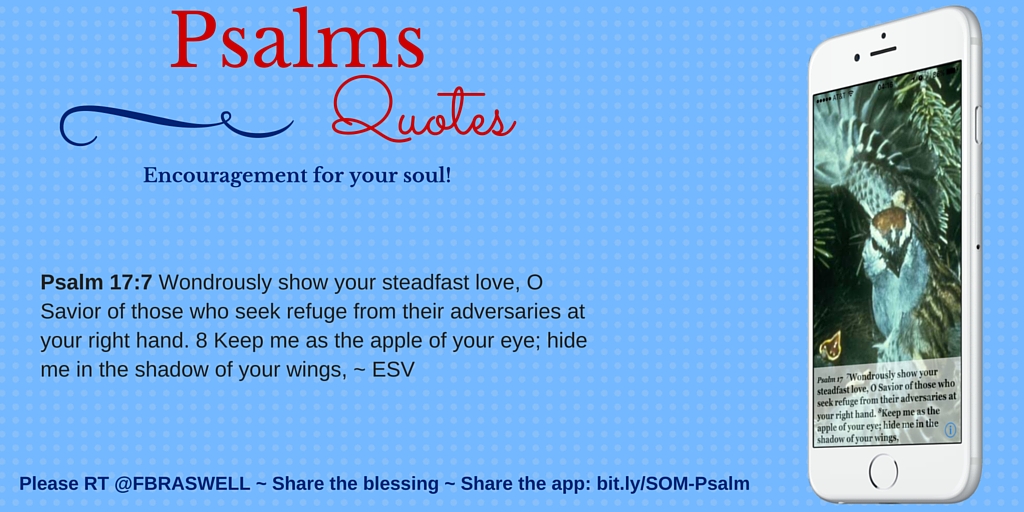 Psalms
Quotes
Encouragement for your soul!
Psalm 17:7 Wondrously show your steadfast love, O
Savior of those who seek refuge from their adversaries at
your right hand. 8 Keep me as the apple of your eye; hide
me in the shadow of your wings, ~ ESV
Please RT @FBRASWELL ~ Share the blessing ~ Share the app: bit.ly/SOM-Psalm
AT&T
Psalm 17 7Wondrously show your
steadfast love, O Savior of those who
seek refuge from their adversaries at
your right hand. 8Keep me as the
apple of your eye; hide me in the
shadow of your wings,